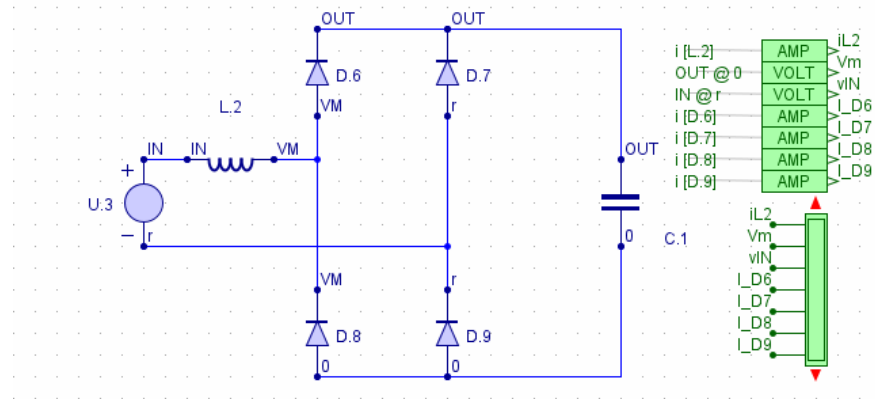 OUT OUT
D.6 D.7
VM r
L.2
IN IN VM OUT
+
U.3
− r
0 C.1
VM r
D.8 D.9
0 0
i [L.2] AMP iL2
OUT @ 0 VOLT Vm
IN @ r VOLT vIN
i [D.6] AMP I_D6
i [D.7] AMP I_D7
i [D.8] AMP I_D8
i [D.9] AMP I_D9
iL2
Vm
vIN
I_D6
I_D7
I_D8
I_D9